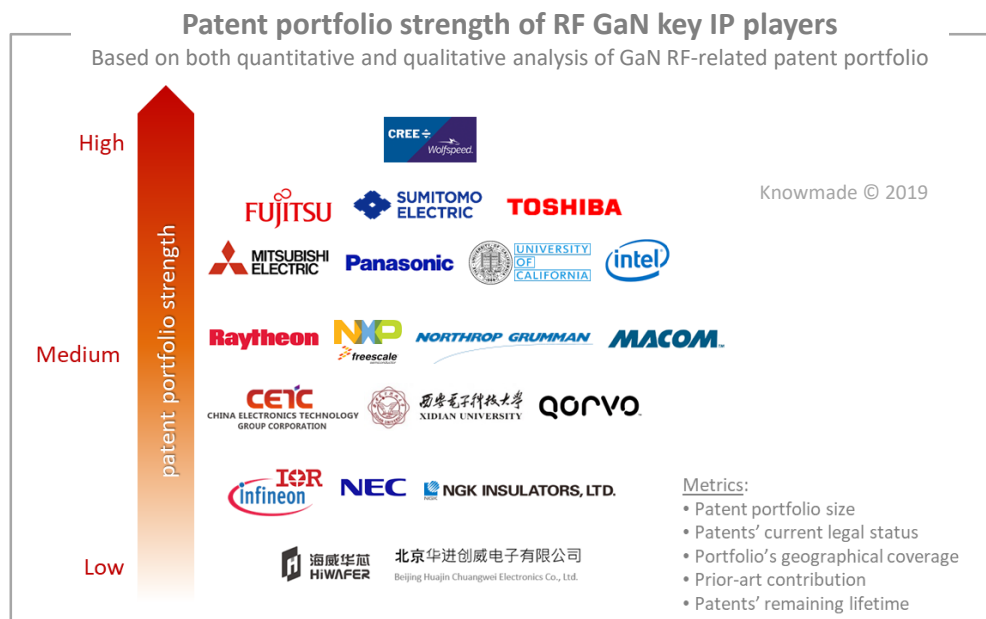 Patent portfolio strength of RF GaN key IP players
Based on both quantitative and qualitative analysis of GaN RF-related patent portfolio
High
CREE
Wolfspeed.
Knowmade © 2019
FUJITSU
SUMITOMO
ELECTRIC
TOSHIBA
MITSUBISHI
ELECTRIC
Panasonic
UNIVERSITY
OF
CALIFORNIA
intel
patent portfolio strength
Medium
Raytheon
NXP
freescale
semiconductor
NORTHROP GRUMMAN
MACOM™
CETC
CHINA ELECTRONICS TECHNOLOGY
GROUP CORPORATION
西安电子科技大学
XIDIAN UNIVERSITY
QORVO
IOR
infineon
NEC
NGK
NGK INSULATORS, LTD.
Low
海威华芯
HiWAFER
北京华进创威电子有限公司
Beijing Huajin Chuangwei Electronics Co., Ltd.
Metrics:
• Patent portfolio size
• Patents' current legal status
• Portfolio's geographical coverage
• Prior-art contribution
• Patents' remaining lifetime